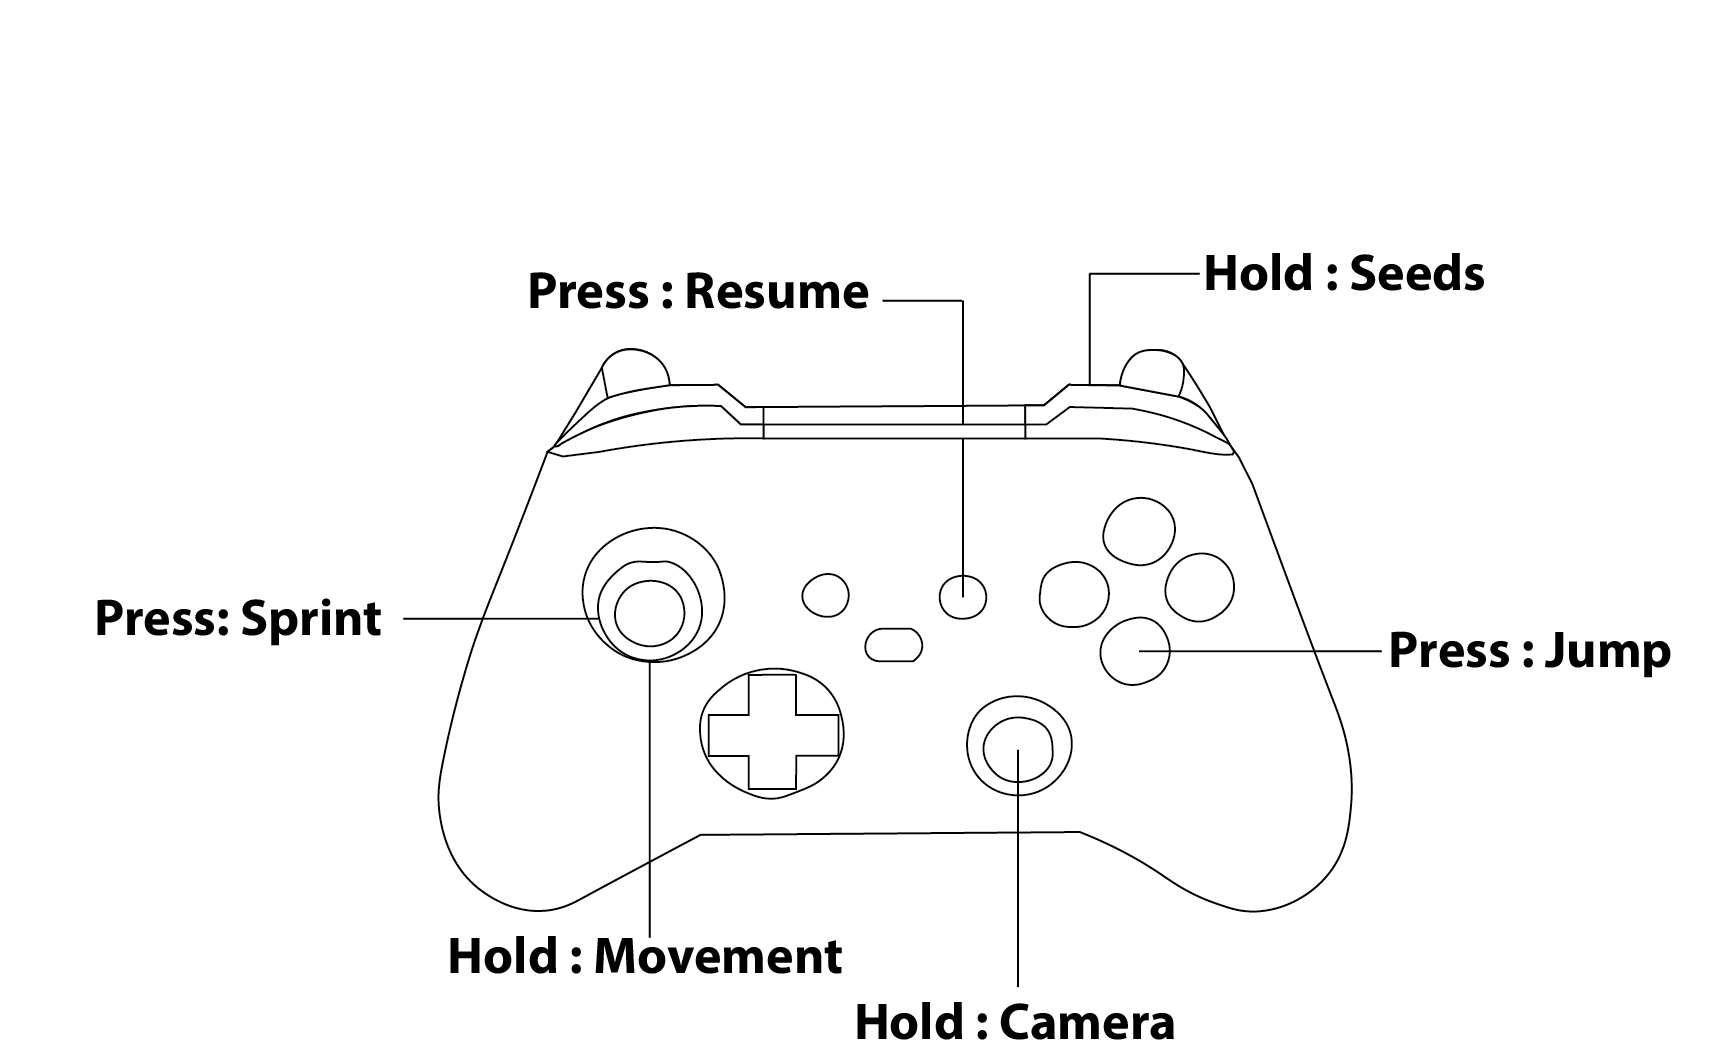 Hold : Seeds
Press : Resume
Press: Sprint
Press : Jump
Hold : Movement
Hold : Camera